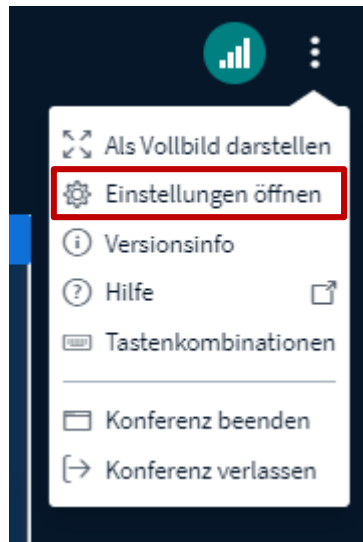 Als Vollbild darstellen
Einstellungen öffnen
Versionsinfo
Hilfe
Tastenkombinationen
Konferenz beenden
Konferenz verlassen